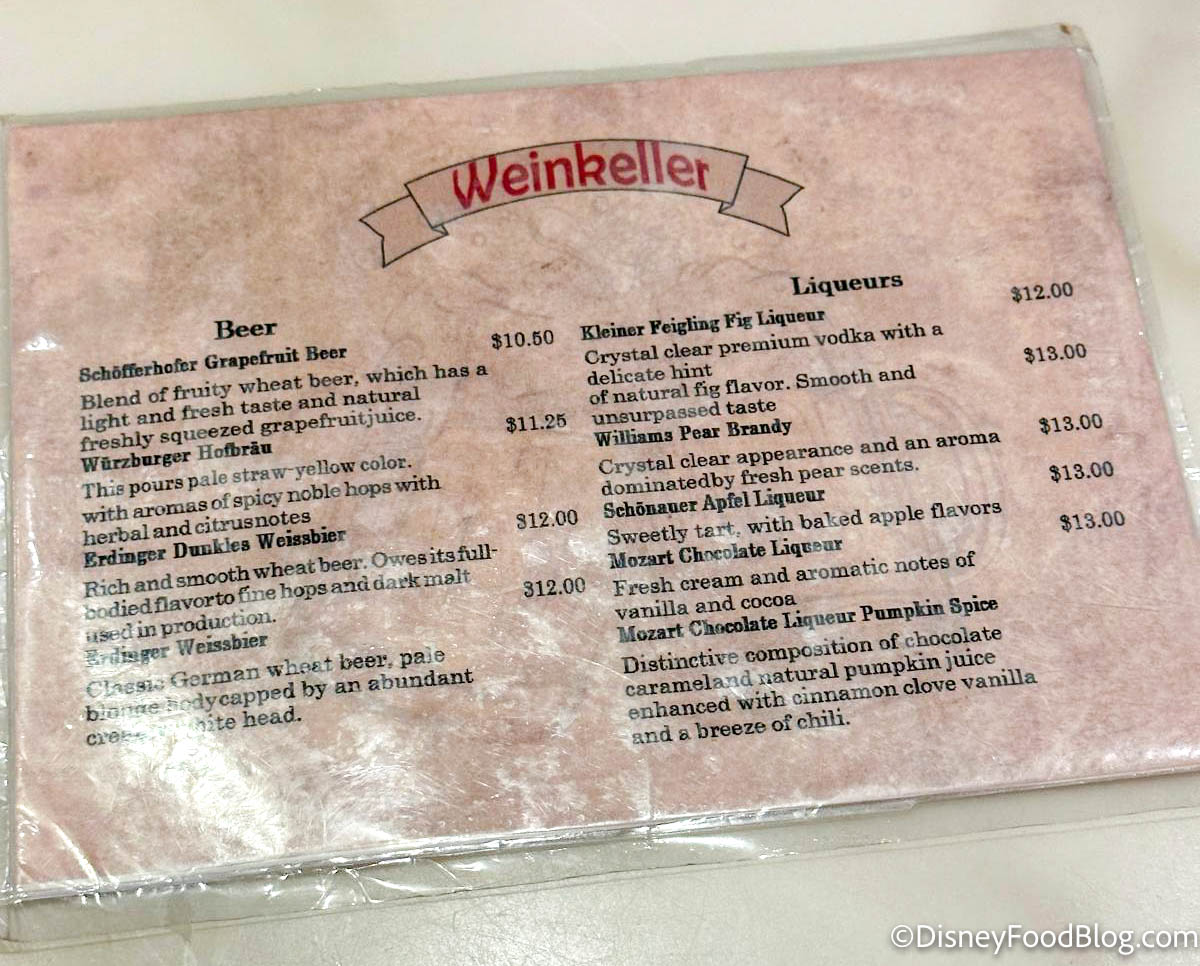 Weinkeller
Beer
Schöfferhofer Grapefruit Beer $10.50
Blend of fruity wheat beer, which has a
light and fresh taste and natural
freshly squeezed grapefruitjuice.
Würzburger Hofbräu $11.25
This pours pale straw-yellow color.
with aromas of spicy noble hops with
herbal and citrusnotes
Erdinger Dunkles Weissbier $12.00
Rich and smooth wheat beer. Owes its full-
bodied flavor to fine hops and dark malt
used in production.
Erdinger Weissbier $12.00
Classic German wheat beer, pale
body capped by an abundant
head.
Liqueurs
Kleiner Feigling Fig Liqueur $12.00
Crystal clear premium vodka with a
delicate hint
of natural fig flavor. Smooth and
unsurpassed taste
Williams Pear Brandy $13.00
Crystal clear appearance and an aroma
dominatedby fresh pear scents.
Schönauer Apfel Liqueur $13.00
Sweetly tart, with baked apple flavors
Mozart Chocolate Liqueur $13.00
Fresh cream and aromatic notes of
vanilla and cocoa
Mozart Chocolate Liqueur Pumpkin Spice $13.00
Distinctive composition of chocolate
carameland natural pumpkin juice
enhanced with cinnamon clove vanilla
and a breeze of chili.
©DisneyFoodBlog.com